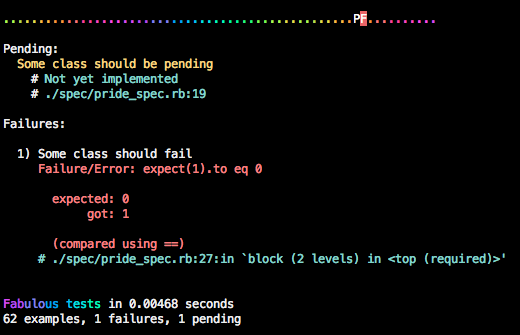 ..................................................PF..........
Pending:
Some class should be pending
# Not yet implemented
# ./spec/pride_spec.rb:19
Failures:
1) Some class should fail
Failure/Error: expect(1).to eq 0
expected: 0
got: 1
(compared using ==)
# ./spec/pride_spec.rb:27:in `block (2 levels) in <top (required)>'
Fabulous tests in 0.00468 seconds
62 examples, 1 failures, 1 pending